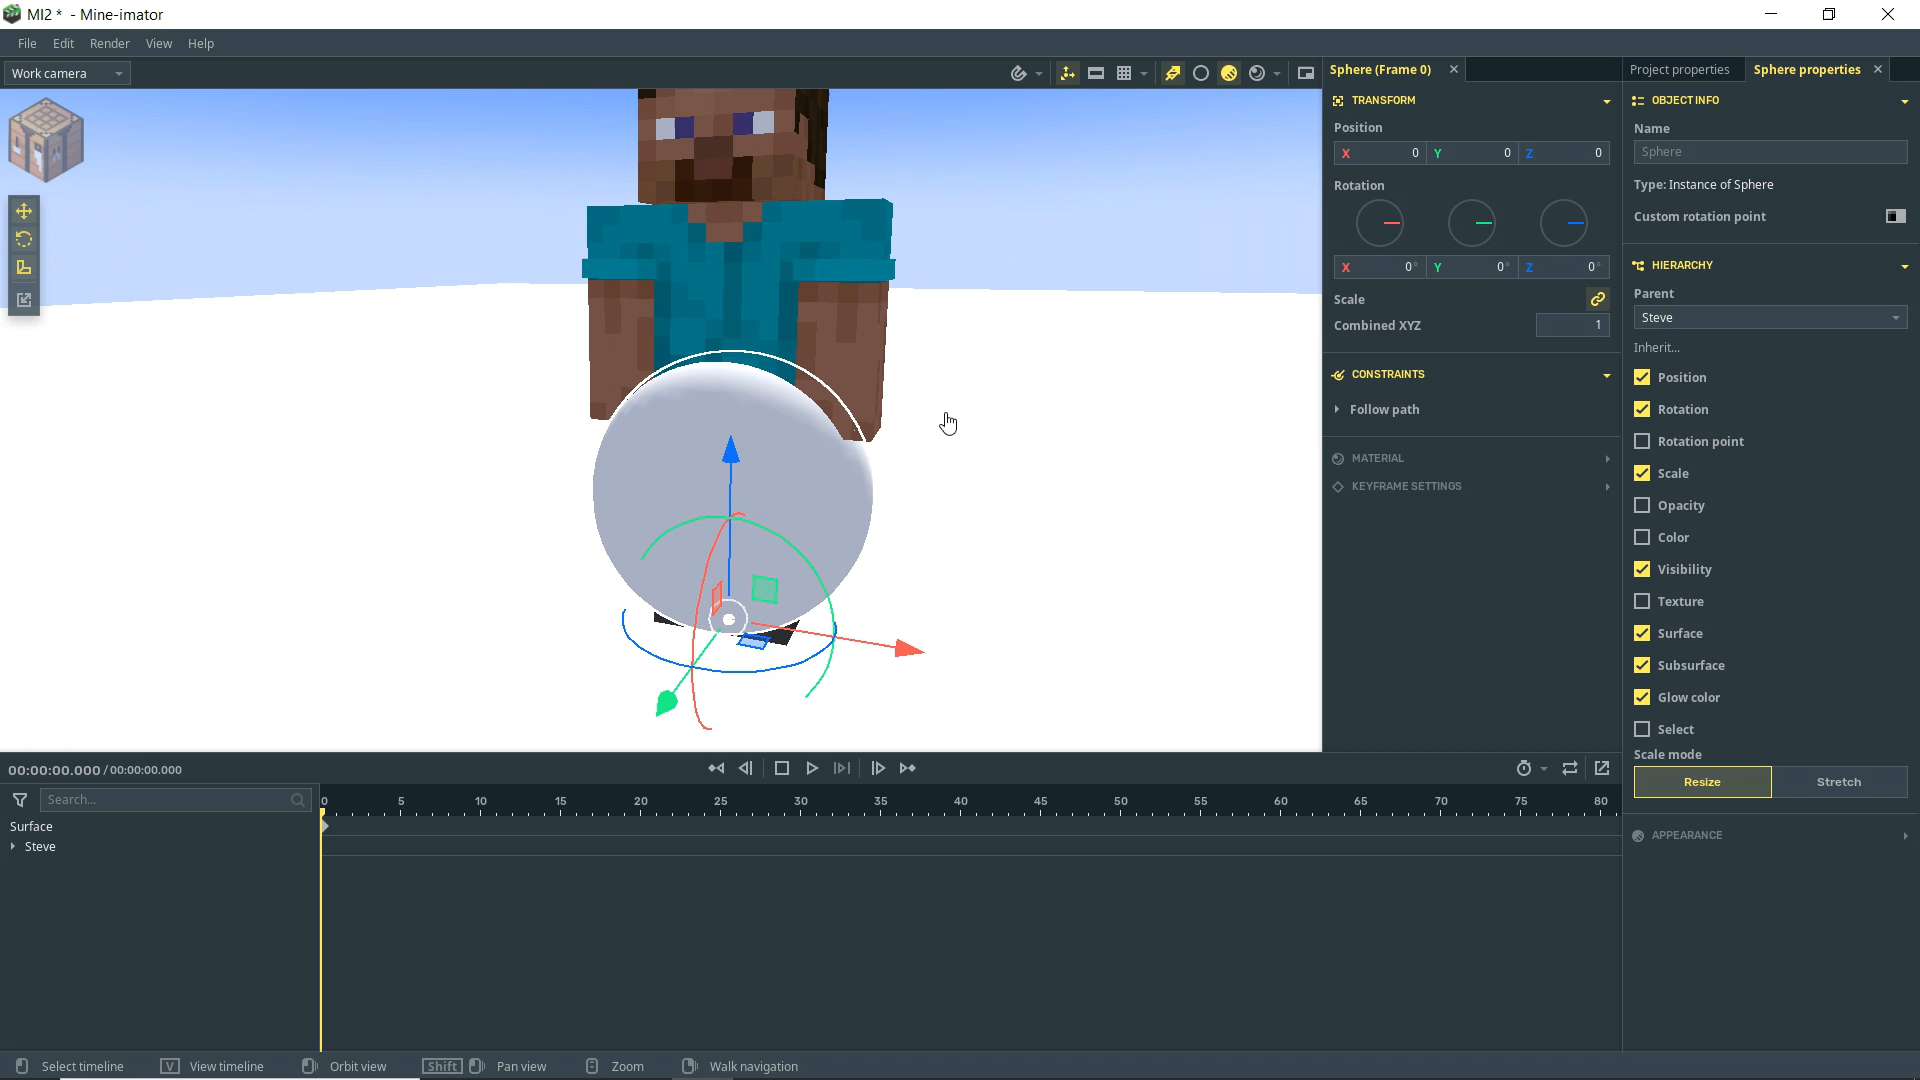 MI2 * - Mine-imator
File Edit Render View Help
Work camera
Sphere (Frame 0)
Project properties Sphere properties
TRANSFORM
Position
X 0 Y 0 Z 0
Rotation
X 0° Y 0° Z 0°
Scale
Combined XYZ 1
CONSTRAINTS
Follow path
MATERIAL
KEYFRAME SETTINGS
OBJECT INFO
Name
Sphere
Type: Instance of Sphere
Custom rotation point
HIERARCHY
Parent
Steve
Inherit...
Position
Rotation
Rotation point
Scale
Opacity
Color
Visibility
Texture
Surface
Subsurface
Glow color
Select
Scale mode
Resize Stretch
APPEARANCE
00:00:00.000 / 00:00:00.000
Search...
0 5 10 15 20 25 30 35 40 45 50 55 60 65 70 75 80
Surface
Steve
Select timeline V View timeline Orbit view Shift Pan view Zoom Walk navigation